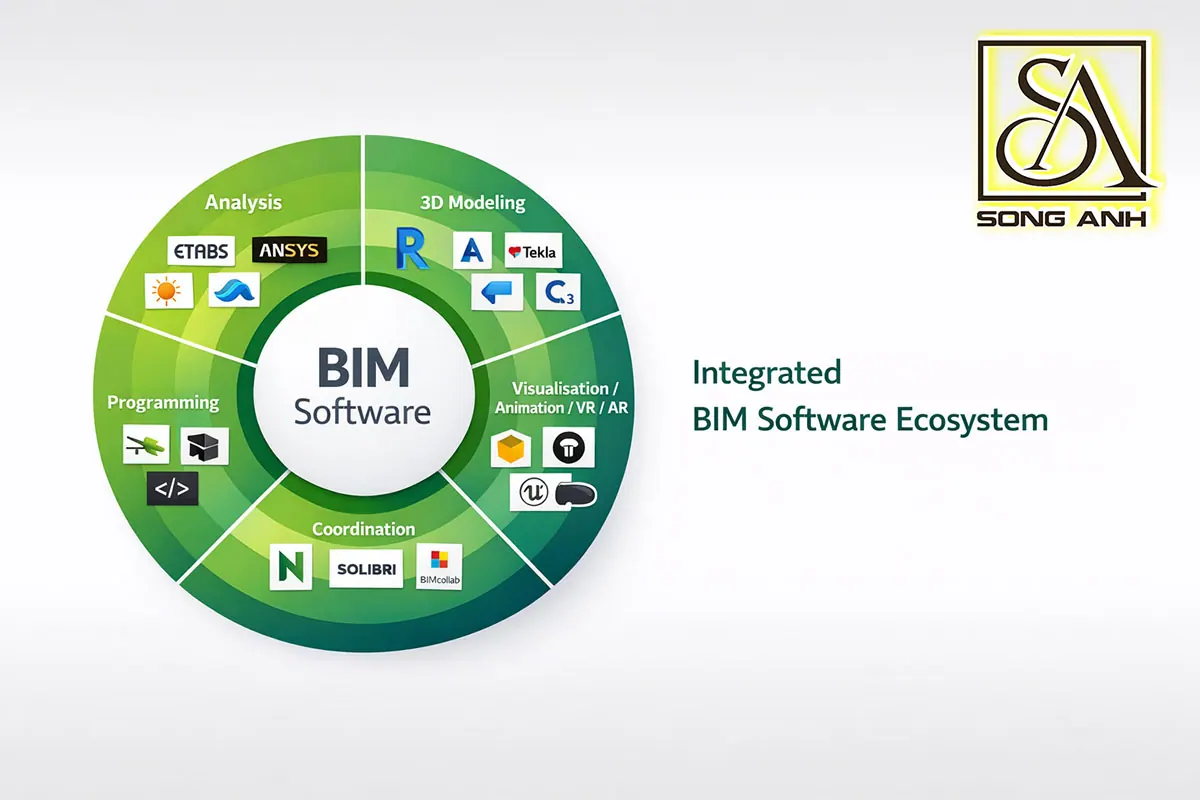 SA
SONG ANH
Analysis
ETABS
ANSYS
3D Modeling
R
A
Tekla
C3
BIM
Software
Integrated
BIM Software Ecosystem
Programming
</>
Visualisation /
Animation / VR / AR
U
Coordination
N
SOLIBRI
BIMcollab